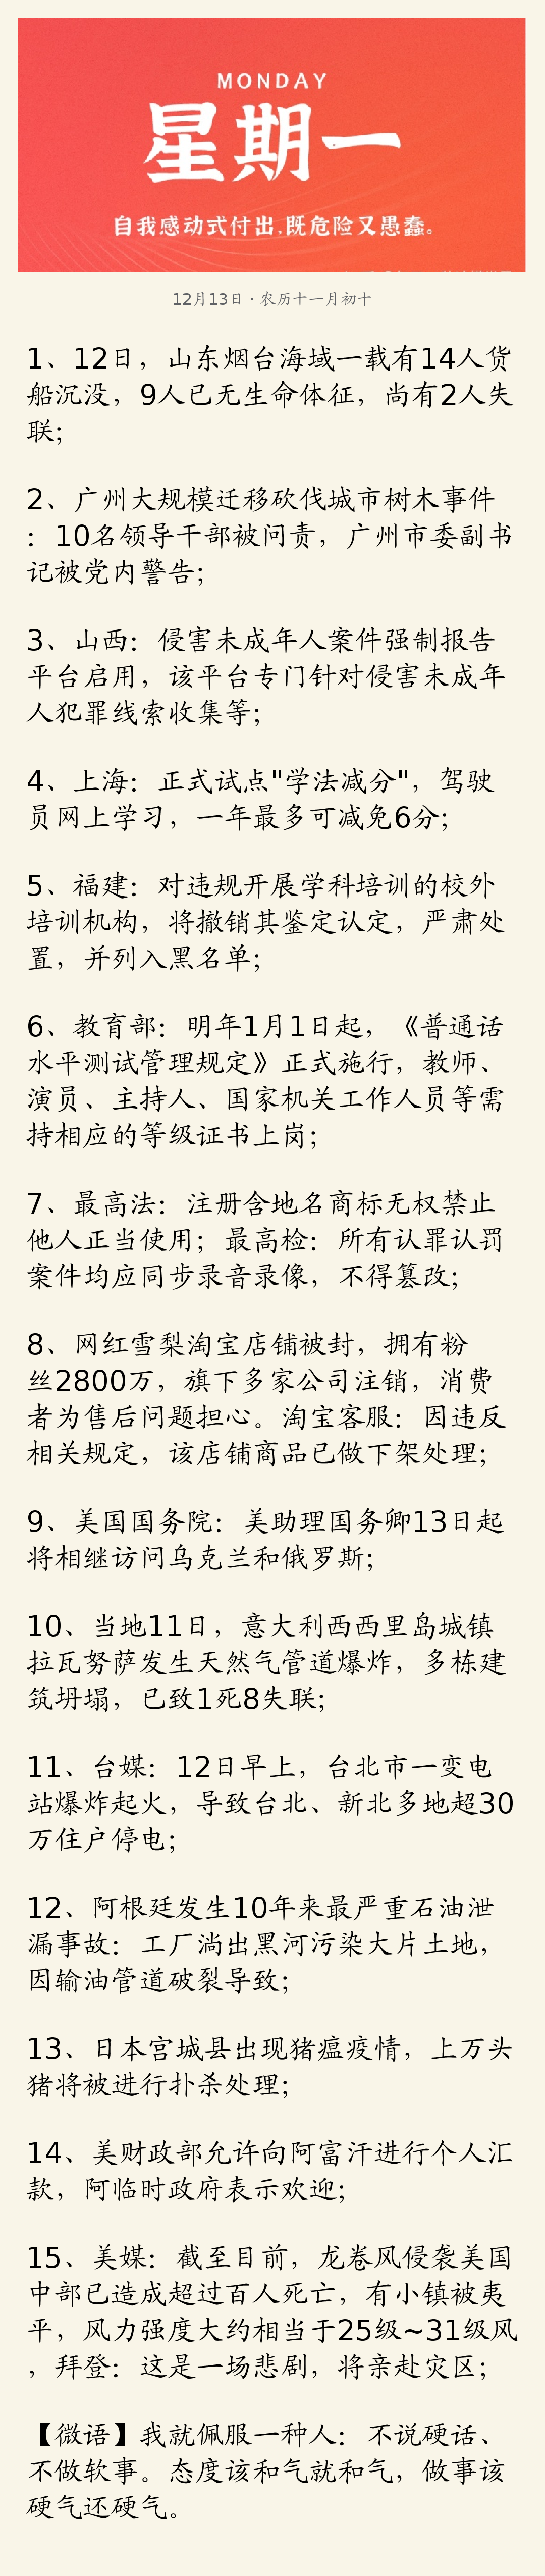 MONDAY
星期一
自我感动式付出,既危险又愚蠢。
12月13日 · 农历十一月初十
1、12日，山东烟台海域一载有14人货
船沉没，9人已无生命体征，尚有2人失
联；
2、广州大规模迁移砍伐城市树木事件
：10名领导干部被问责，广州市委副书
记被党内警告；
3、山西：侵害未成年人案件强制报告
平台启用，该平台专门针对侵害未成年
人犯罪线索收集等；
4、上海：正式试点"学法减分"，驾驶
员网上学习，一年最多可减免6分；
5、福建：对违规开展学科培训的校外
培训机构，将撤销其鉴定认定，严肃处
置，并列入黑名单；
6、教育部：明年1月1日起，《普通话
水平测试管理规定》正式施行，教师、
演员、主持人、国家机关工作人员等需
持相应的等级证书上岗；
7、最高法：注册含地名商标无权禁止
他人正当使用；最高检：所有认罪认罚
案件均应同步录音录像，不得篡改；
8、网红雪梨淘宝店铺被封，拥有粉
丝2800万，旗下多家公司注销，消费
者为售后问题担心。淘宝客服：因违反
相关规定，该店铺商品已做下架处理；
9、美国国务院：美助理国务卿13日起
将相继访问乌克兰和俄罗斯；
10、当地11日，意大利西西里岛城镇
拉瓦努萨发生天然气管道爆炸，多栋建
筑坍塌，已致1死8失联；
11、台媒：12日早上，台北市一变电
站爆炸起火，导致台北、新北多地超30
万住户停电；
12、阿根廷发生10年来最严重石油泄
漏事故：工厂淌出黑河污染大片土地，
因输油管道破裂导致；
13、日本宫城县出现猪瘟疫情，上万头
猪将被进行扑杀处理；
14、美财政部允许向阿富汗进行个人汇
款，阿临时政府表示欢迎；
15、美媒：截至目前，龙卷风侵袭美国
中部已造成超过百人死亡，有小镇被夷
平，风力强度大约相当于25级~31级风
，拜登：这是一场悲剧，将亲赴灾区；
【微语】我就佩服一种人：不说硬话、
不做软事。态度该和气就和气，做事该
硬气还硬气。